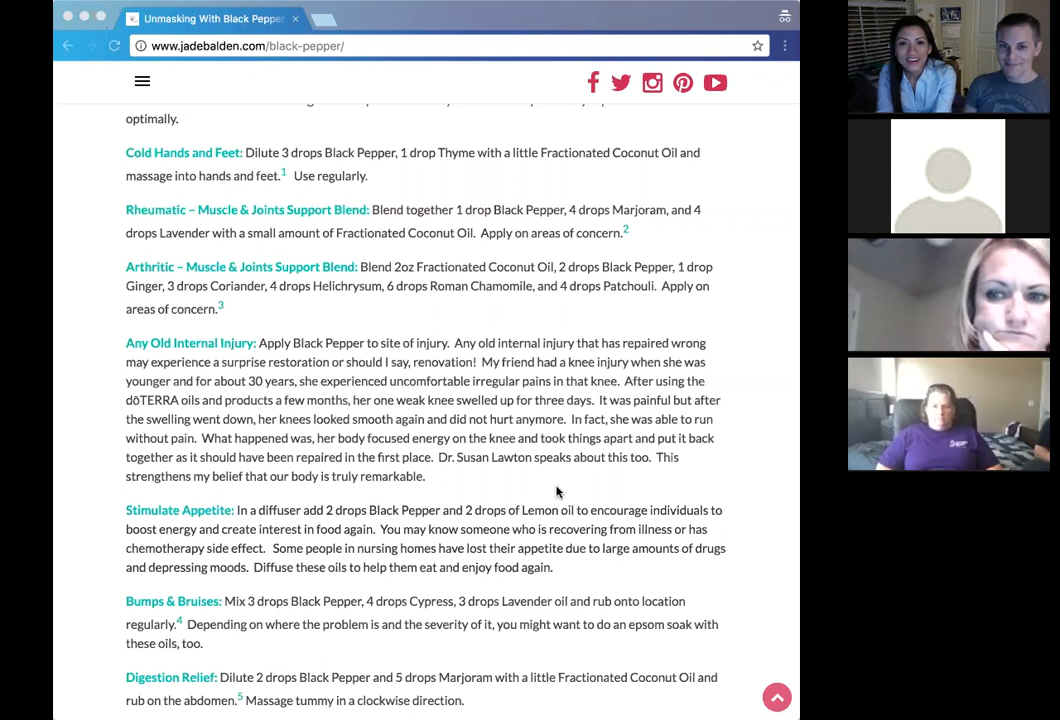 Unmasking With Black Pepper
www.jadebalden.com/black-pepper/
optimally.
Cold Hands and Feet: Dilute 3 drops Black Pepper, 1 drop Thyme with a little Fractionated Coconut Oil and
massage into hands and feet.1 Use regularly.
Rheumatic – Muscle & Joints Support Blend: Blend together 1 drop Black Pepper, 4 drops Marjoram, and 4
drops Lavender with a small amount of Fractionated Coconut Oil. Apply on areas of concern.2
Arthritic – Muscle & Joints Support Blend: Blend 2oz Fractionated Coconut Oil, 2 drops Black Pepper, 1 drop
Ginger, 3 drops Coriander, 4 drops Helichrysum, 6 drops Roman Chamomile, and 4 drops Patchouli. Apply on
areas of concern.3
Any Old Internal Injury: Apply Black Pepper to site of injury. Any old internal injury that has repaired wrong
may experience a surprise restoration or should I say, renovation! My friend had a knee injury when she was
younger and for about 30 years, she experienced uncomfortable irregular pains in that knee. After using the
dōTERRA oils and products a few months, her one weak knee swelled up for three days. It was painful but after
the swelling went down, her knees looked smooth again and did not hurt anymore. In fact, she was able to run
without pain. What happened was, her body focused energy on the knee and took things apart and put it back
together as it should have been repaired in the first place. Dr. Susan Lawton speaks about this too. This
strengthens my belief that our body is truly remarkable.
Stimulate Appetite: In a diffuser add 2 drops Black Pepper and 2 drops of Lemon oil to encourage individuals to
boost energy and create interest in food again. You may know someone who is recovering from illness or has
chemotherapy side effect. Some people in nursing homes have lost their appetite due to large amounts of drugs
and depressing moods. Diffuse these oils to help them eat and enjoy food again.
Bumps & Bruises: Mix 3 drops Black Pepper, 4 drops Cypress, 3 drops Lavender oil and rub onto location
regularly.4 Depending on where the problem is and the severity of it, you might want to do an epsom soak with
these oils, too.
Digestion Relief: Dilute 2 drops Black Pepper and 5 drops Marjoram with a little Fractionated Coconut Oil and
rub on the abdomen.5 Massage tummy in a clockwise direction.